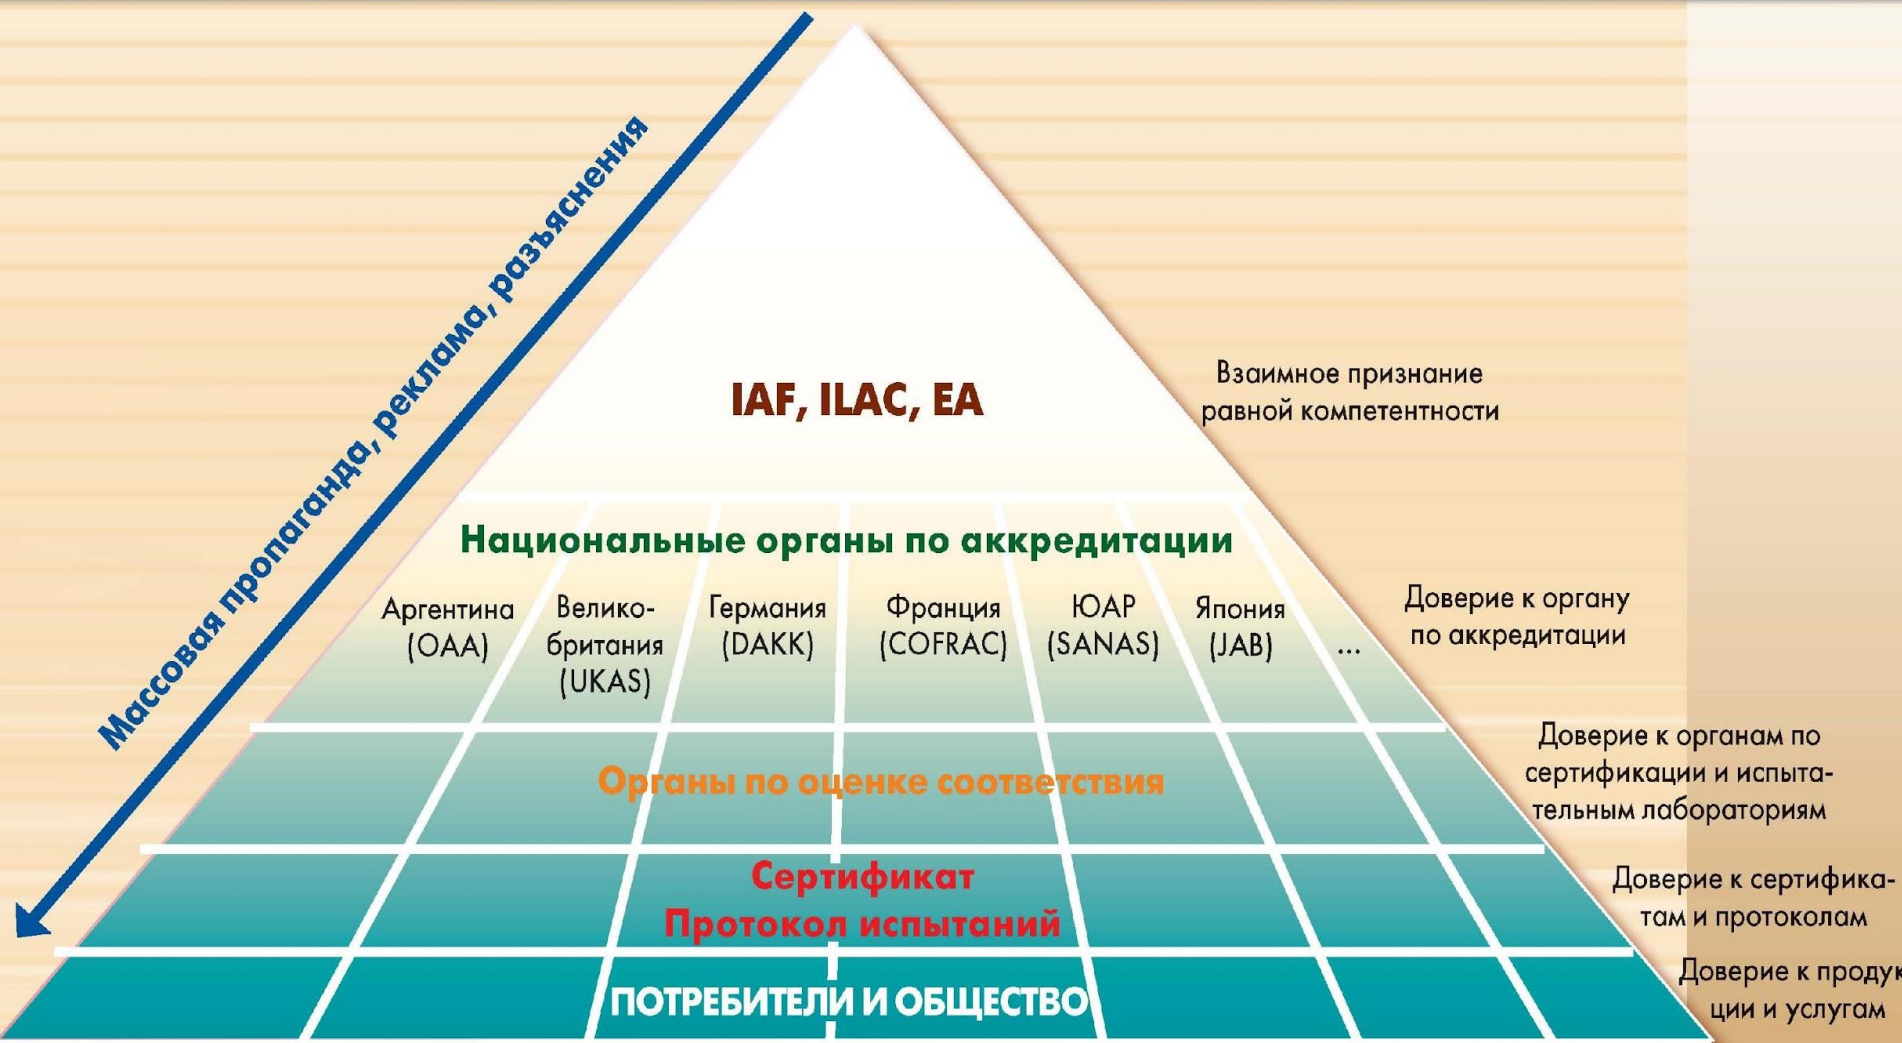 Массовая пропаганда, реклама, разъяснения
IAF, ILAC, EA
Взаимное признание
равной компетентности
Национальные органы по аккредитации
Аргентина
(OAA)
Велико-
британия
(UKAS)
Германия
(DAKK)
Франция
(COFRAC)
ЮАР
(SANAS)
Япония
(JAB)
...
Доверие к органу
по аккредитации
Органы по оценке соответствия
Доверие к органам по
сертификации и испыта-
тельным лабораториям
Сертификат
Протокол испытаний
Доверие к сертифика-
там и протоколам
ПОТРЕБИТЕЛИ И ОБЩЕСТВО
Доверие к продук
ции и услугам